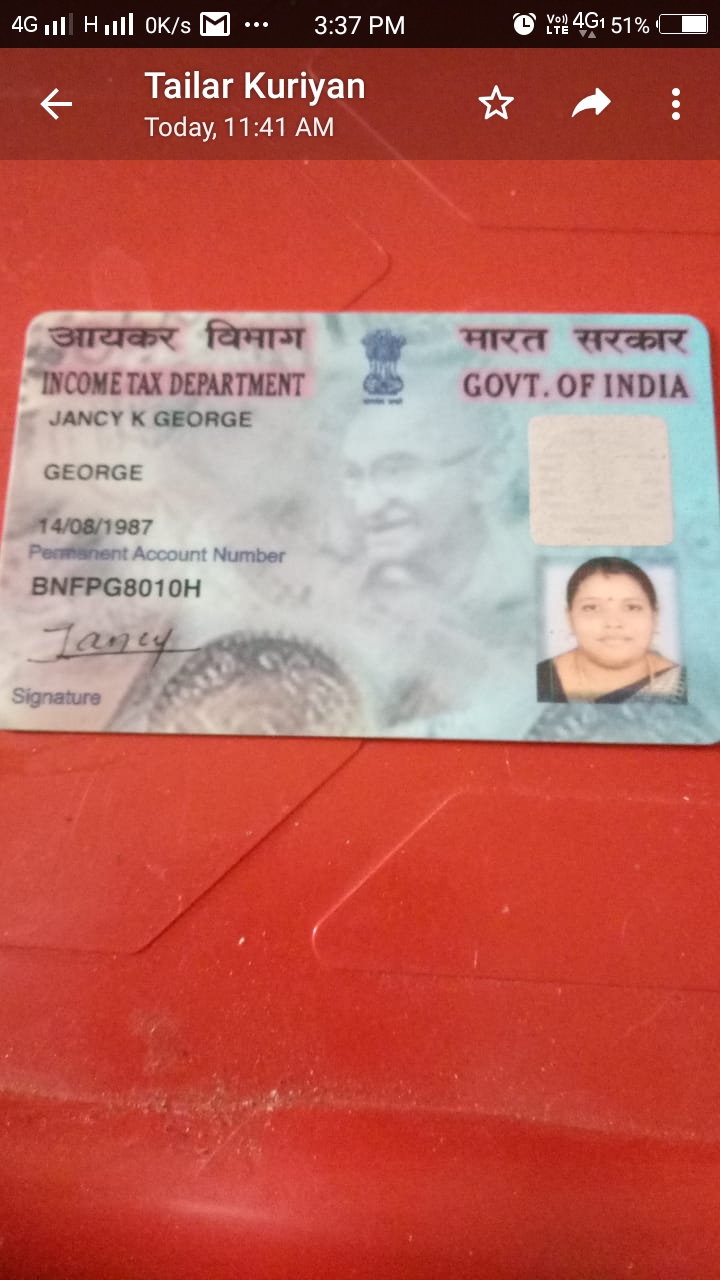 4G H 0K/s ... 3:37 PM Vo)) LTE 4G1 51%
Tailar Kuriyan
Today, 11:41 AM
आयकर विभाग भारत सरकार
INCOME TAX DEPARTMENT GOVT. OF INDIA
JANCY K GEORGE
GEORGE
14/08/1987
Permanent Account Number
BNFPG8010H
Jancy
Signature